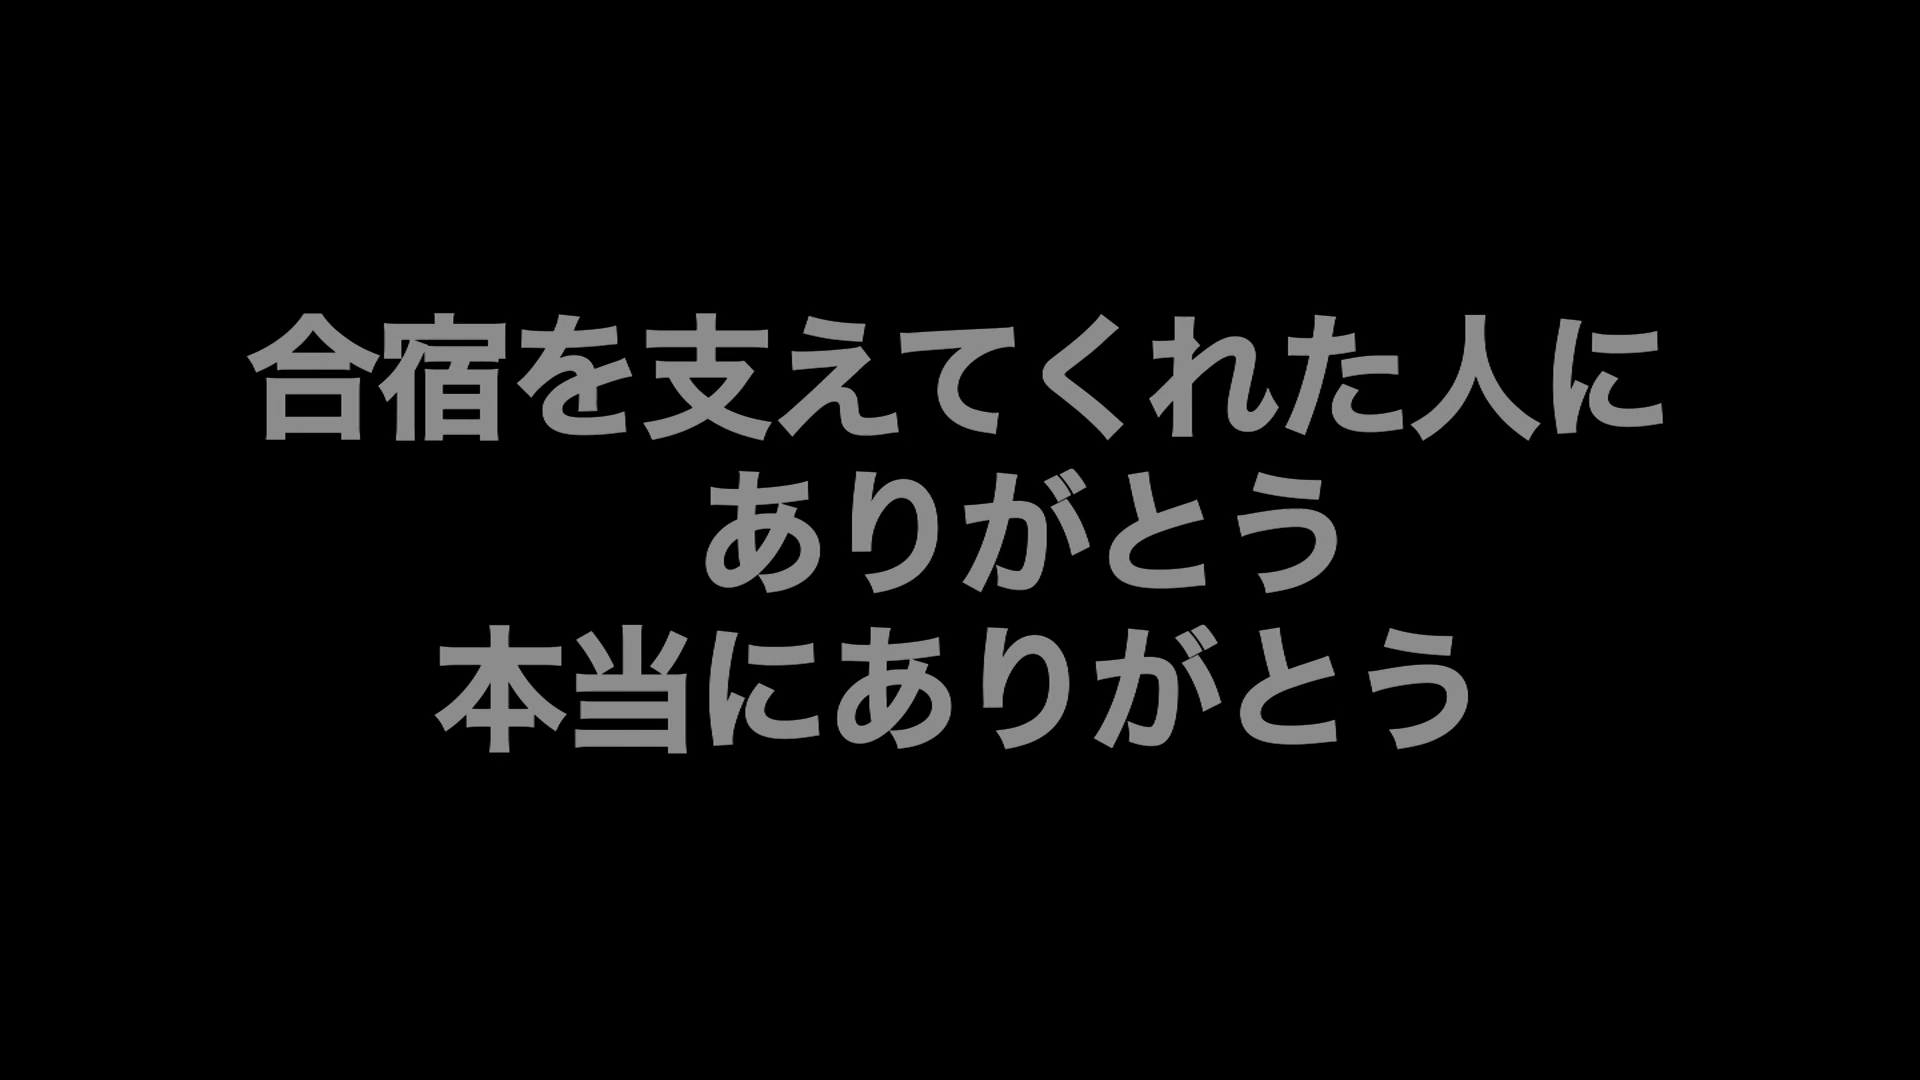 合宿を支えてくれた人に
ありがとう
本当にありがとう